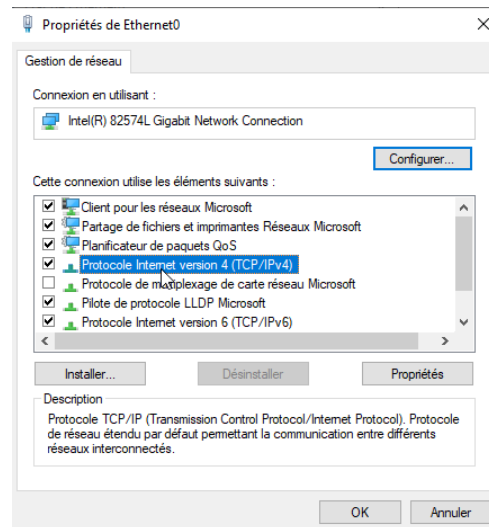 Propriétés de Ethernet0
Gestion de réseau
Connexion en utilisant :
Intel(R) 82574L Gigabit Network Connection
Configurer...
Cette connexion utilise les éléments suivants :
Client pour les réseaux Microsoft
Partage de fichiers et imprimantes Réseaux Microsoft
Planificateur de paquets QoS
Protocole Internet version 4 (TCP/IPv4)
Protocole de multiplexage de carte réseau Microsoft
Pilote de protocole LLDP Microsoft
Protocole Internet version 6 (TCP/IPv6)
Installer...
Désinstaller
Propriétés
Description
Protocole TCP/IP (Transmission Control Protocol/Internet Protocol). Protocole
de réseau étendu par défaut permettant la communication entre différents
réseaux interconnectés.
OK
Annuler